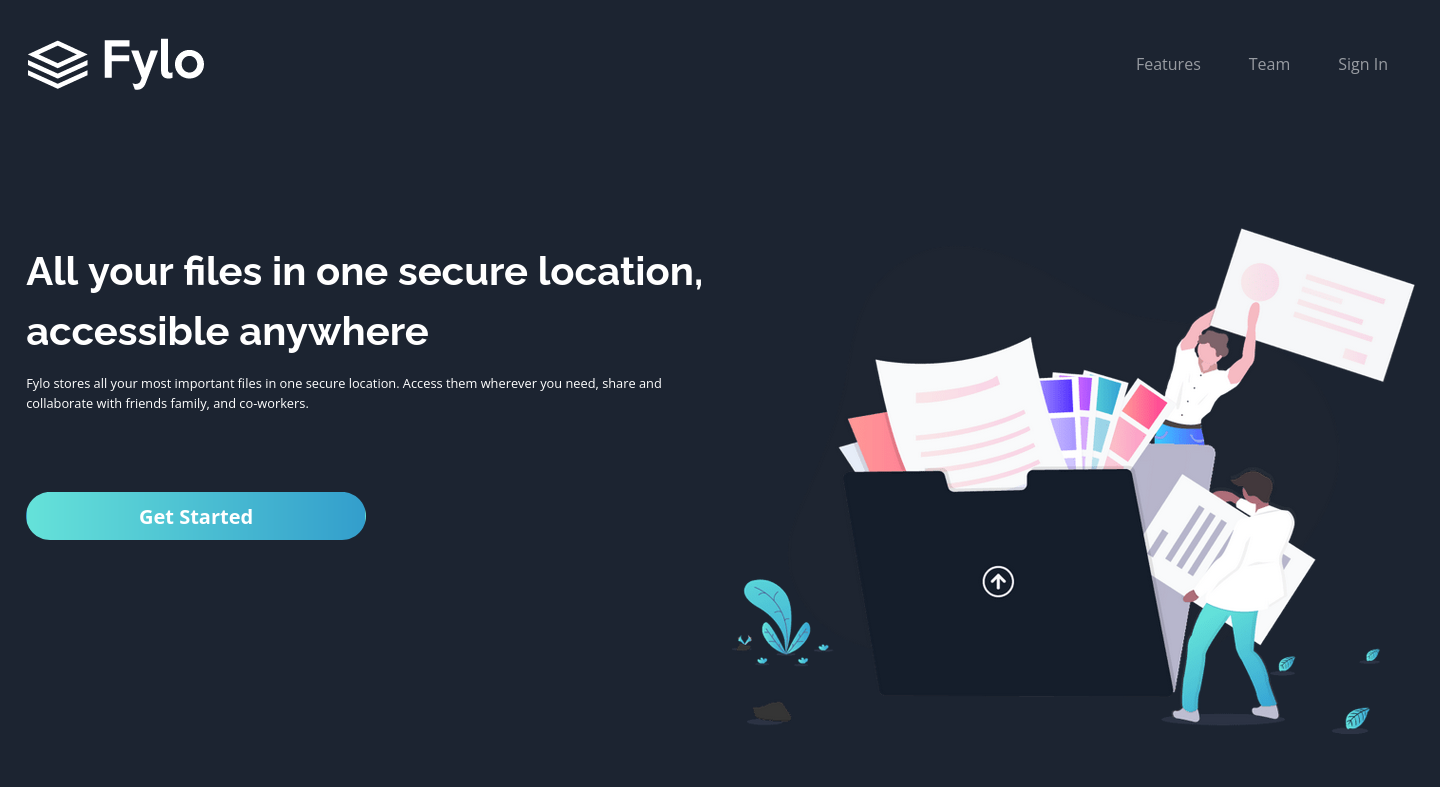 Fylo
Features
Team
Sign In
All your files in one secure location,
accessible anywhere
Fylo stores all your most important files in one secure location. Access them wherever you need, share and
collaborate with friends family, and co-workers.
Get Started